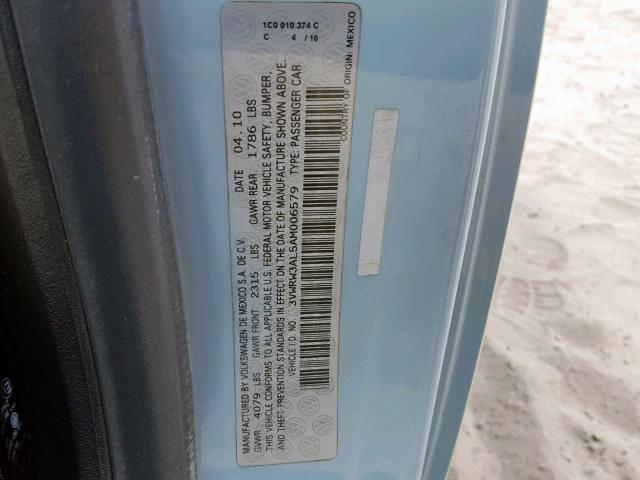 MANUFACTURED BY VOLKSWAGEN DE MEXICO S.A. DE C.V. DATE 04.10
GVWR 4079 LBS GAWR FRONT 2315 LBS GAWR REAR 1786 LBS
THIS VEHICLE CONFORMS TO ALL APPLICABLE U.S. FEDERAL MOTOR VEHICLE SAFETY, BUMPER,
AND THEFT PREVENTION STANDARDS IN EFFECT ON THE DATE OF MANUFACTURE SHOWN ABOVE.
VEHICLE ID. NO.: 3VWRW3AL5AM006579 TYPE: PASSENGER CAR
COUNTRY OF ORIGIN: MEXICO
1C0 010 374 C
C 4 / 10